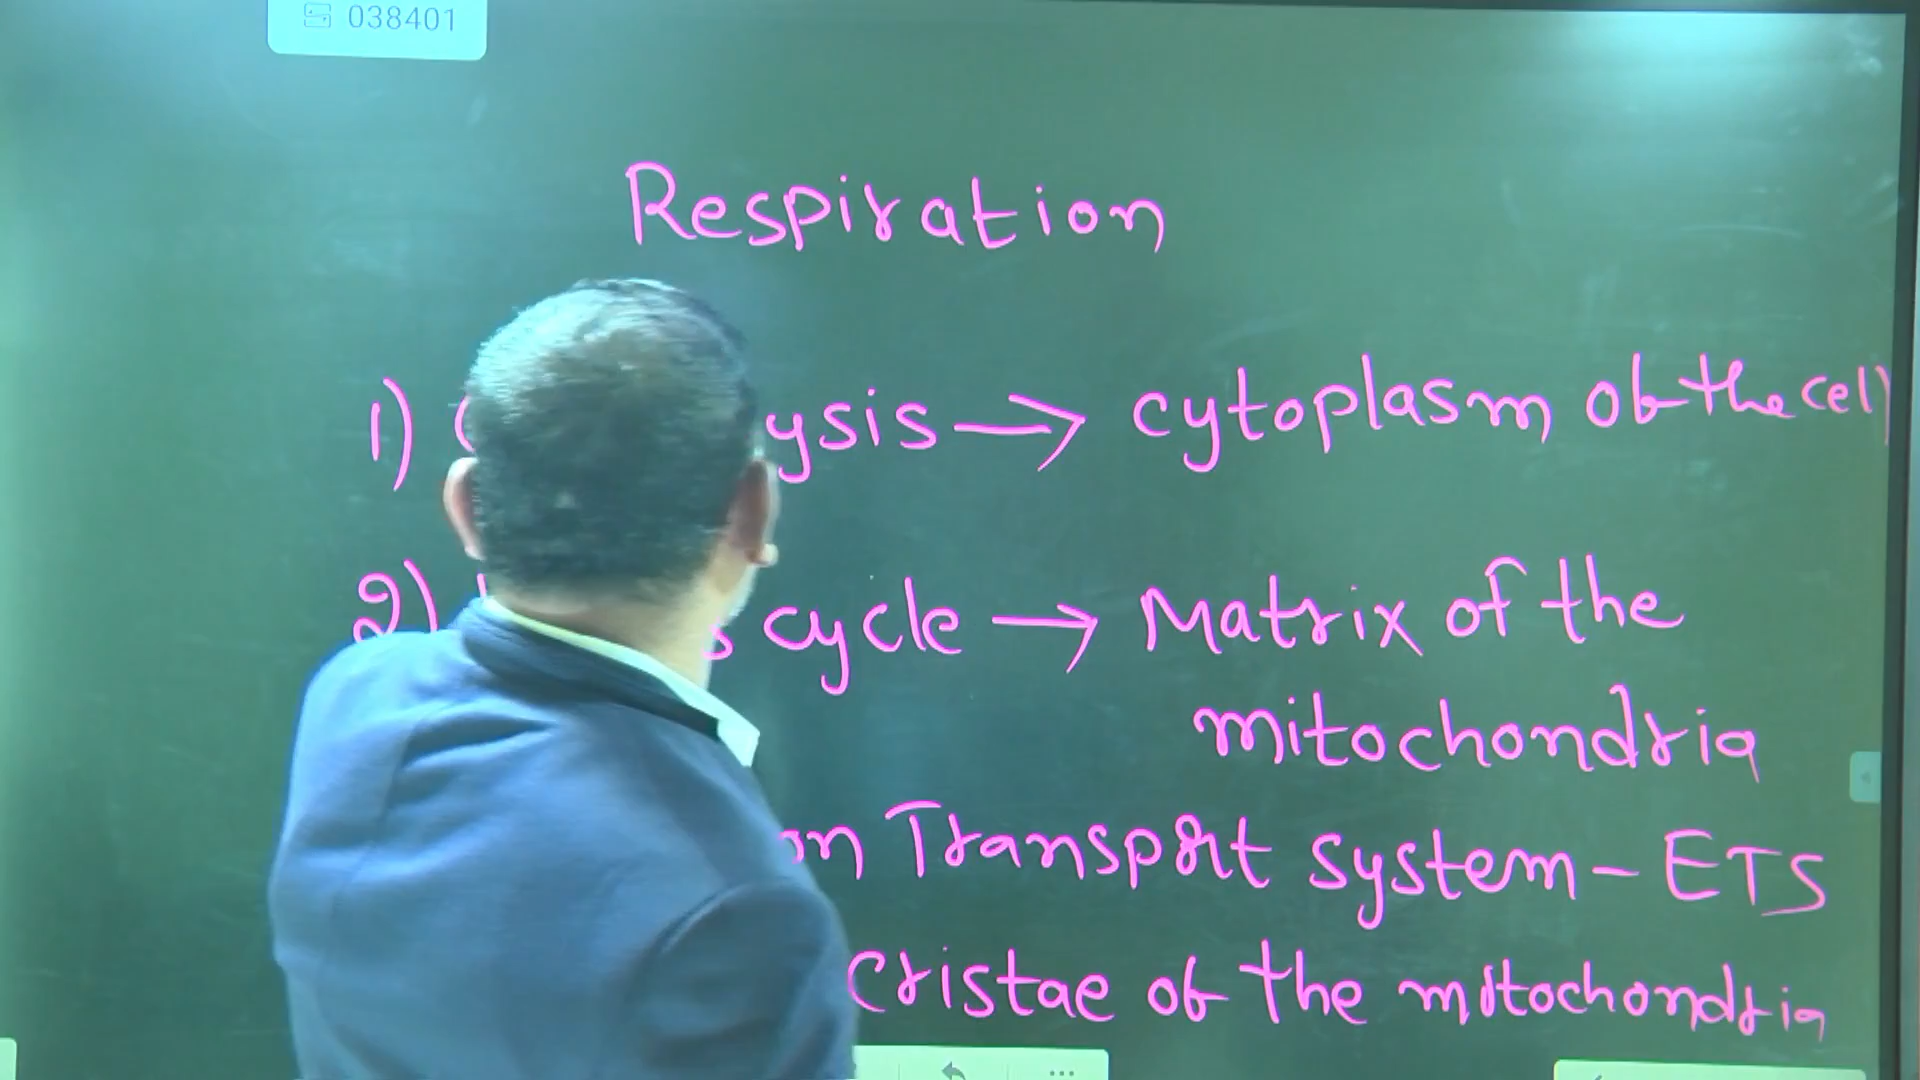 038401
Respiration
1) ysis → cytoplasm of the cell
2) s cycle → Matrix of the
mitochondria
on Transport system - ETS
cristae of the mitochondria